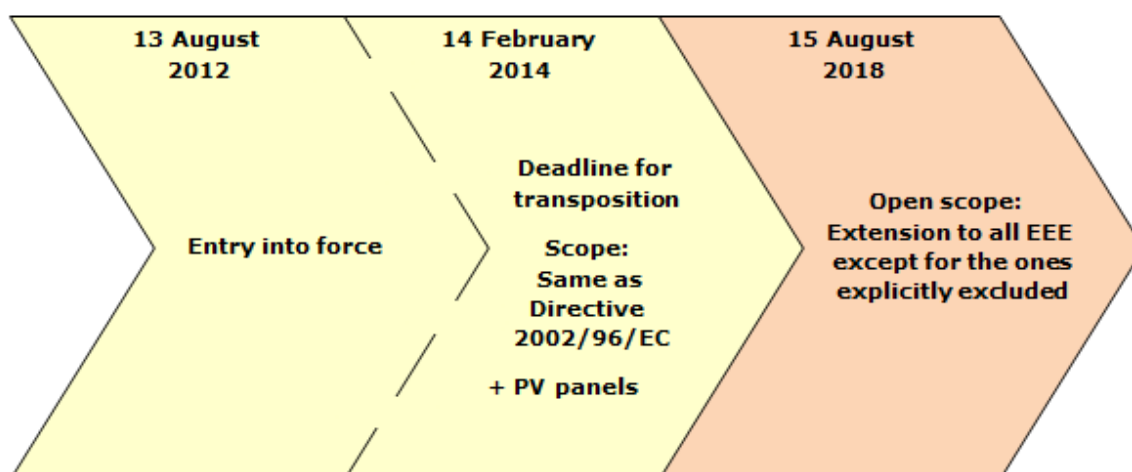 13 August
2012
Entry into force
14 February
2014
Deadline for
transposition
Scope:
Same as
Directive
2002/96/EC
+ PV panels
15 August
2018
Open scope:
Extension to all EEE
except for the ones
explicitly excluded